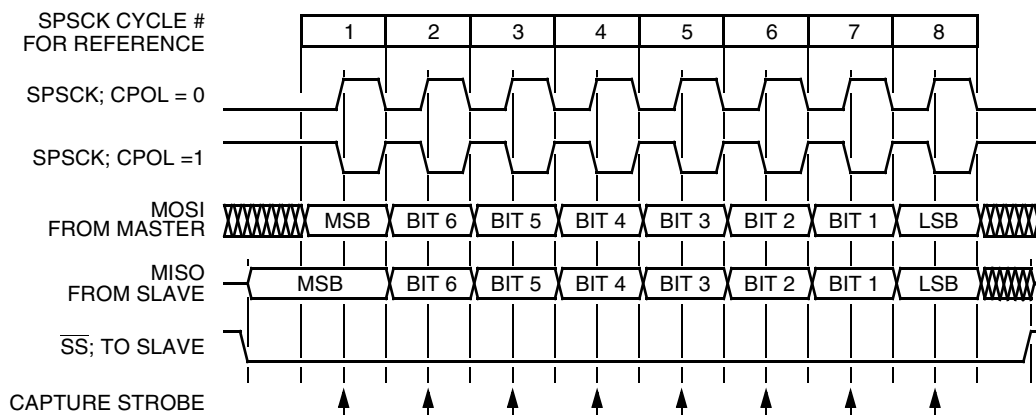 SPSCK CYCLE #
FOR REFERENCE
1 2 3 4 5 6 7 8
SPSCK; CPOL = 0
SPSCK; CPOL =1
MOSI
FROM MASTER
MSB BIT 6 BIT 5 BIT 4 BIT 3 BIT 2 BIT 1 LSB
MISO
FROM SLAVE
MSB BIT 6 BIT 5 BIT 4 BIT 3 BIT 2 BIT 1 LSB
SS; TO SLAVE
CAPTURE STROBE